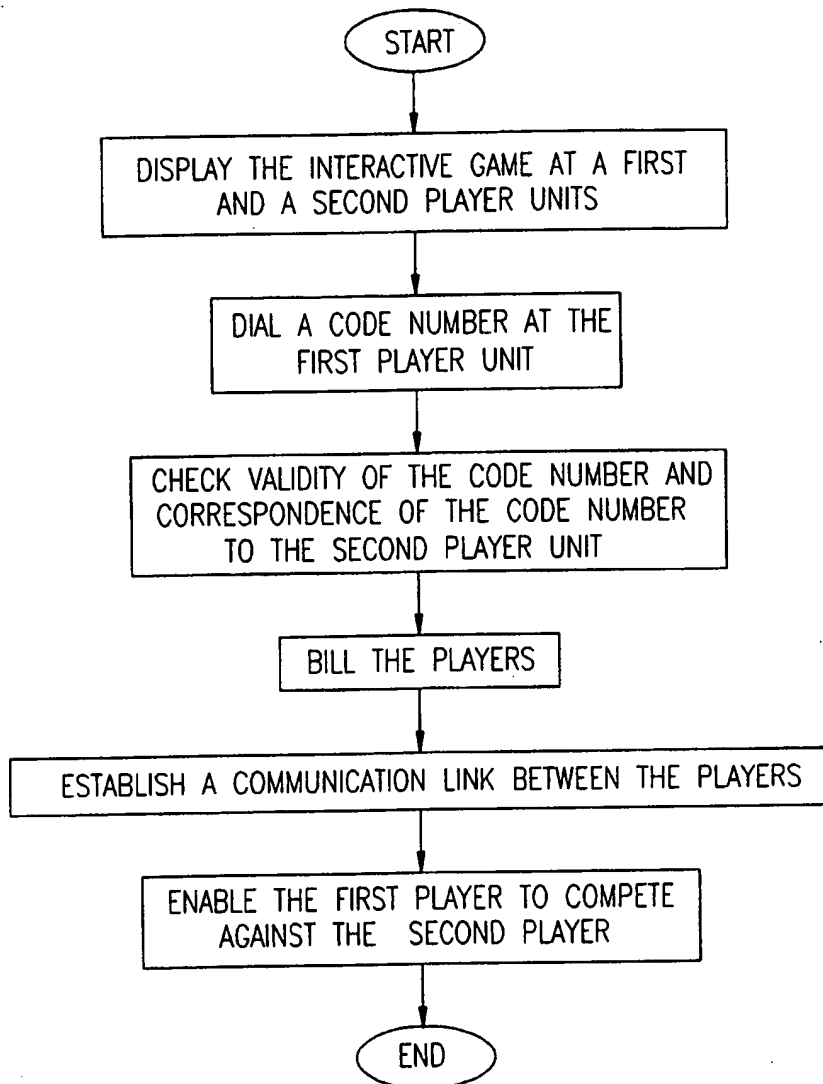 START
DISPLAY THE INTERACTIVE GAME AT A FIRST
AND A SECOND PLAYER UNITS
DIAL A CODE NUMBER AT THE
FIRST PLAYER UNIT
CHECK VALIDITY OF THE CODE NUMBER AND
CORRESPONDENCE OF THE CODE NUMBER
TO THE SECOND PLAYER UNIT
BILL THE PLAYERS
ESTABLISH A COMMUNICATION LINK BETWEEN THE PLAYERS
ENABLE THE FIRST PLAYER TO COMPETE
AGAINST THE SECOND PLAYER
END